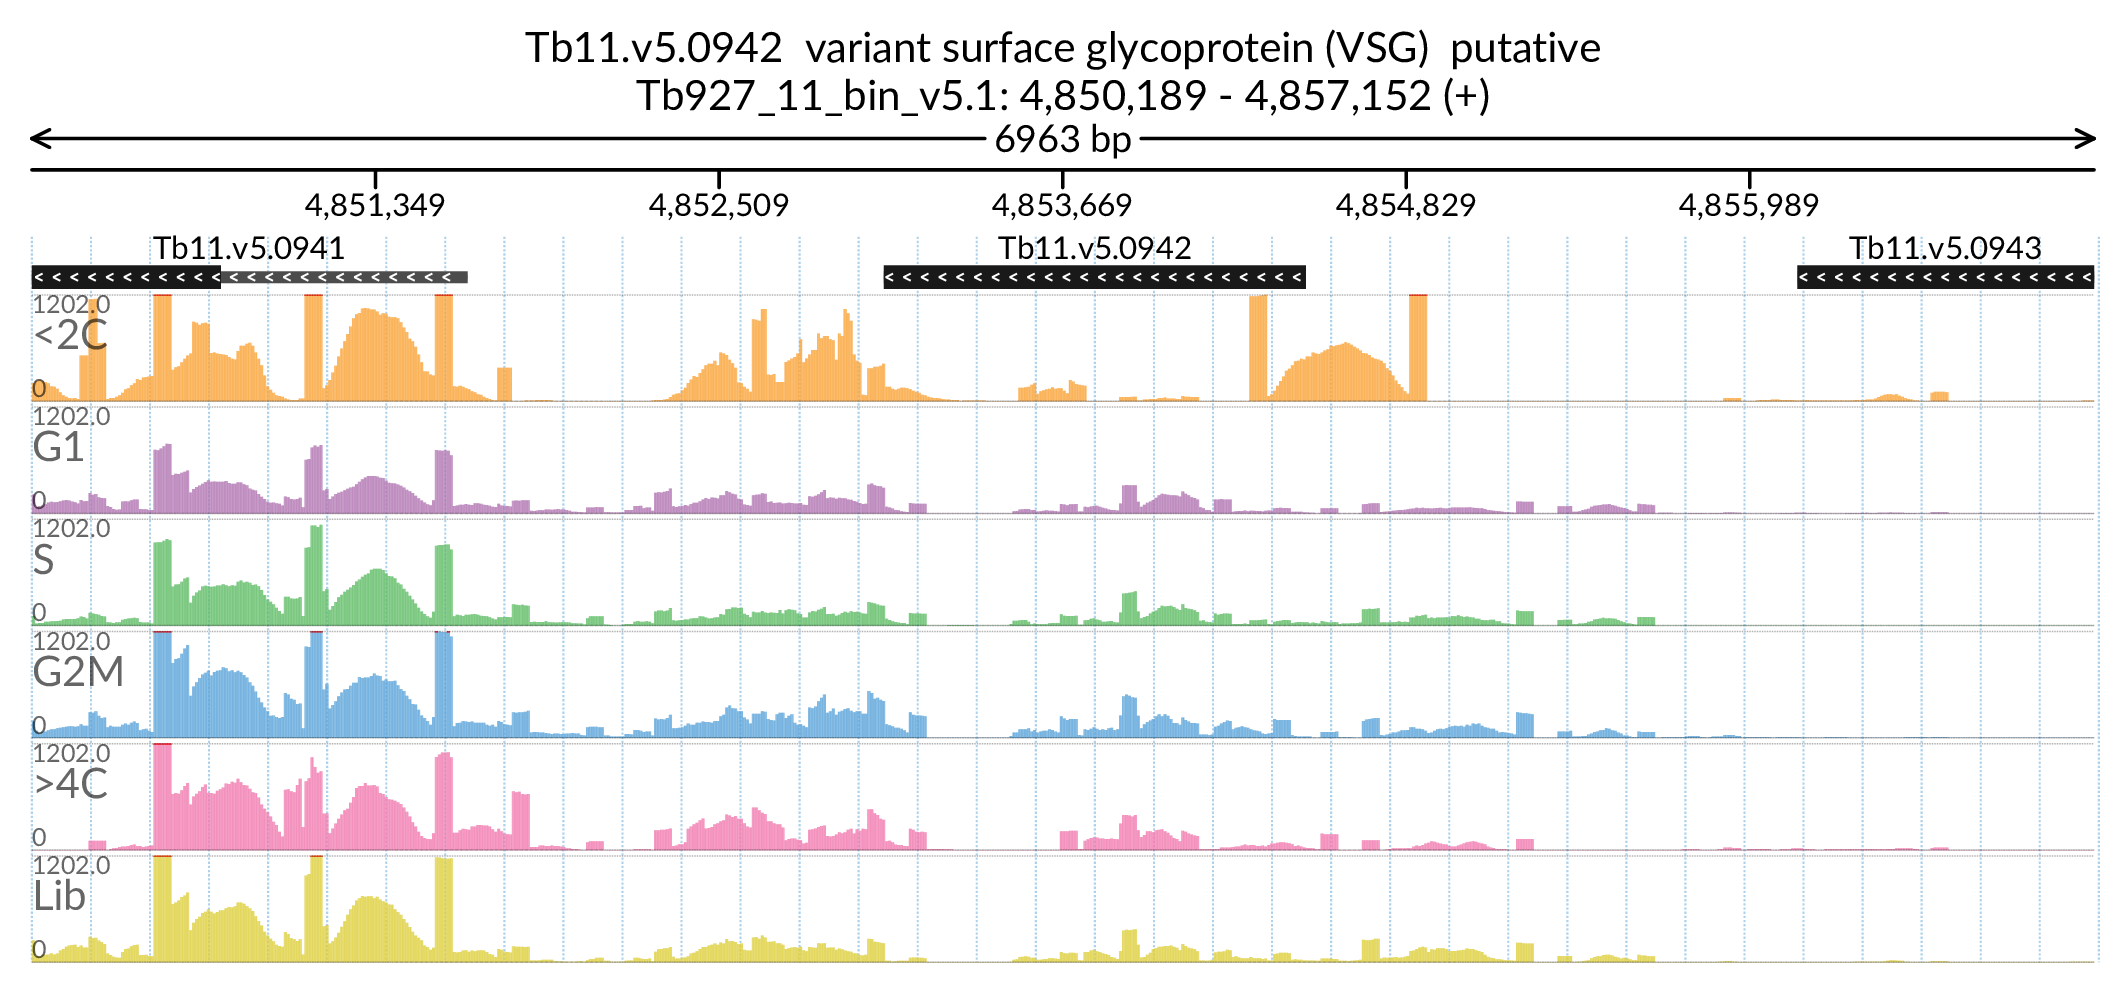 Tb11.v5.0942 variant surface glycoprotein (VSG) putative
Tb927_11_bin_v5.1: 4,850,189 - 4,857,152 (+)
6963 bp
4,851,349 4,852,509 4,853,669 4,854,829 4,855,989
Tb11.v5.0941 Tb11.v5.0942 Tb11.v5.0943
1202.0
<2C
0
1202.0
G1
0
1202.0
S
0
1202.0
G2M
0
1202.0
>4C
0
1202.0
Lib
0